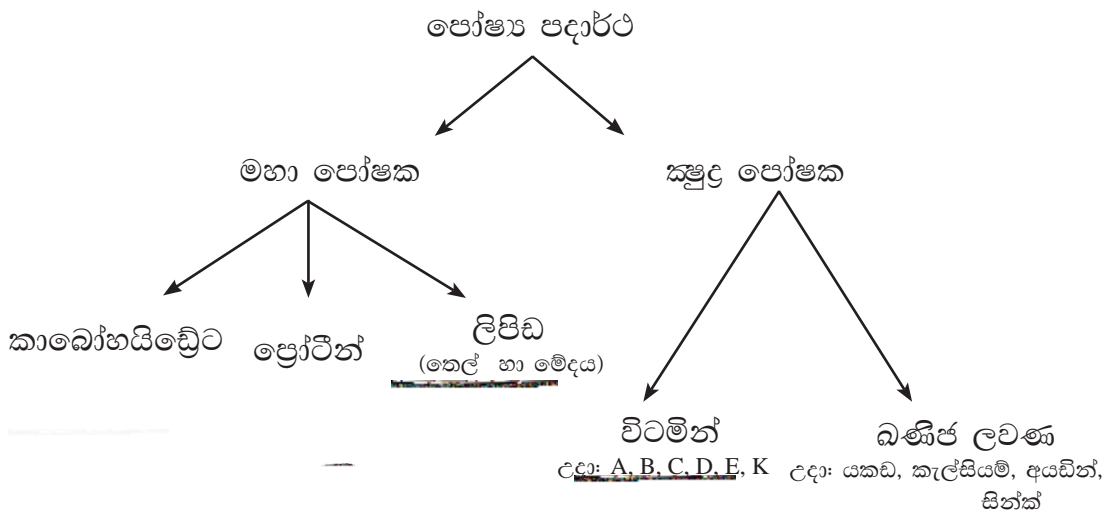 පෝෂ්‍ය පදාර්ථ
මහා පෝෂක
ක්‍ෂුද්‍ර පෝෂක
කාබෝහයිඩ්‍රේට
ප්‍රෝටීන්
ලිපිඩ
(තෙල් හා මේදය)
විටමින්
උදා: A, B, C, D, E, K
ඛණිජ ලවණ
උදා: යකඩ, කැල්සියම්, අයඩින්,
සින්ක්